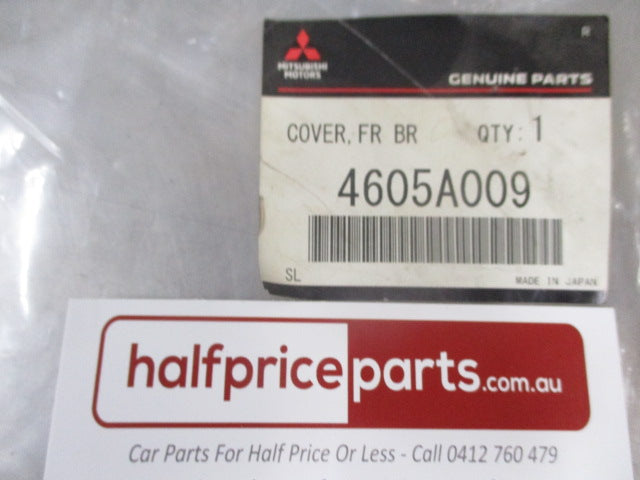 MITSUBISHI
MOTORS
GENUINE PARTS
COVER, FR BR QTY: 1
4605A009
SL MADE IN JAPAN
halfpriceparts.com.au
Car Parts For Half Price Or Less - Call 0412 760 479